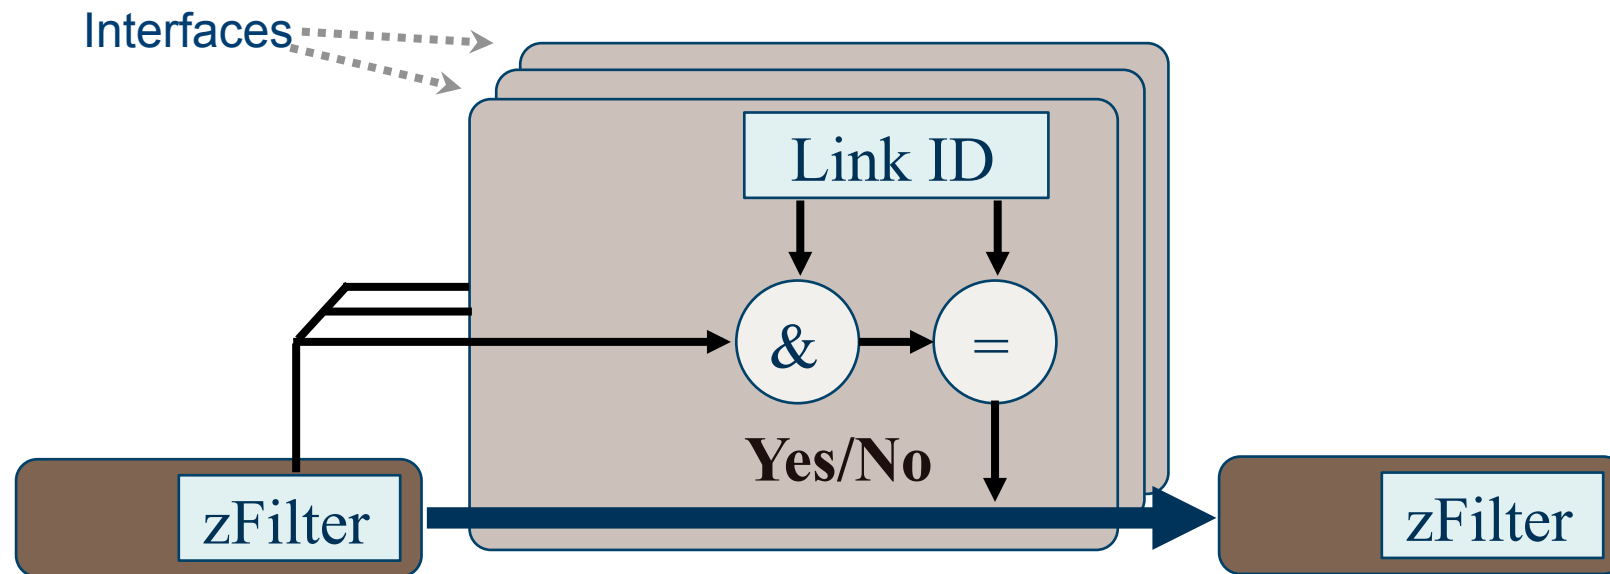 Interfaces
Link ID
& =
Yes/No
zFilter
zFilter